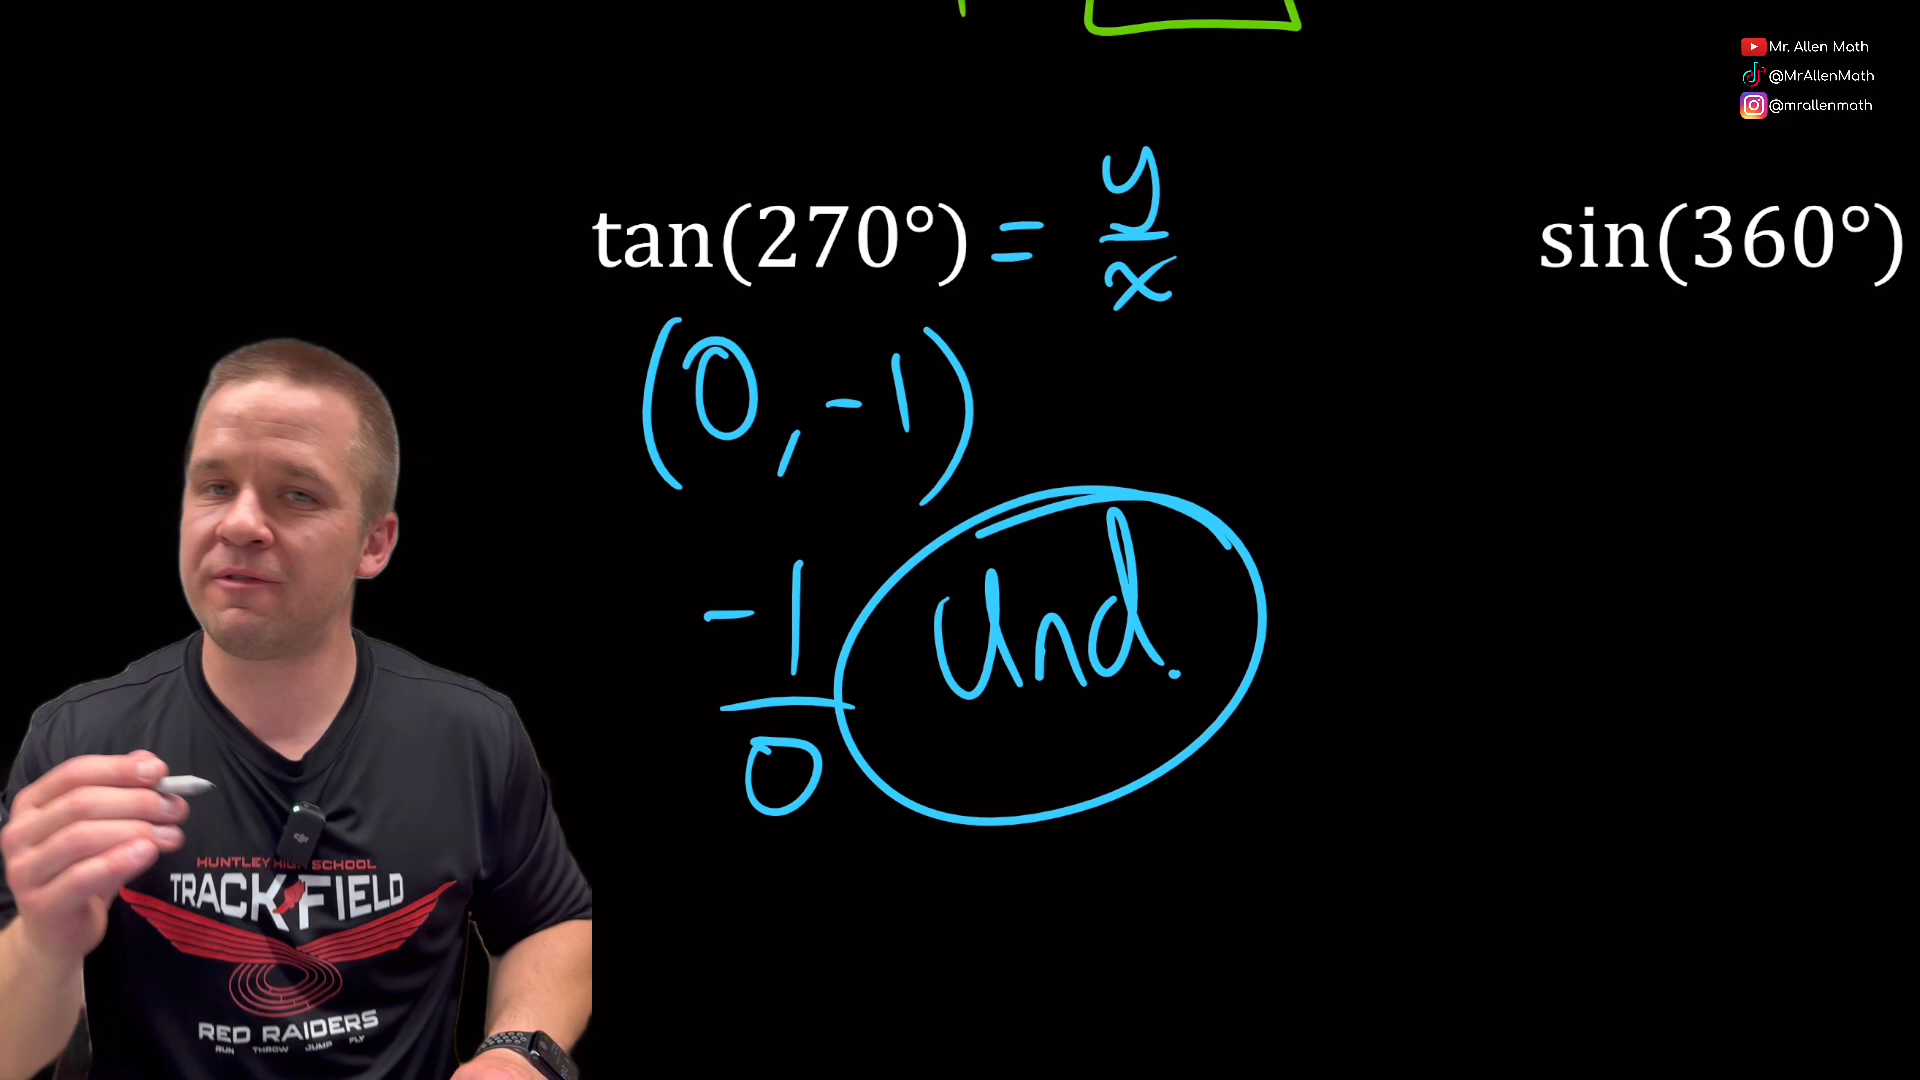 Mr. Allen Math
@MrAllenMath
@mrallenmath
tan(270°) = y/x
sin(360°)
(0, -1)
-1/0
Und.
HUNTLEY HIGH SCHOOL
TRACK FIELD
RED RAIDERS
RUN THROW JUMP FLY